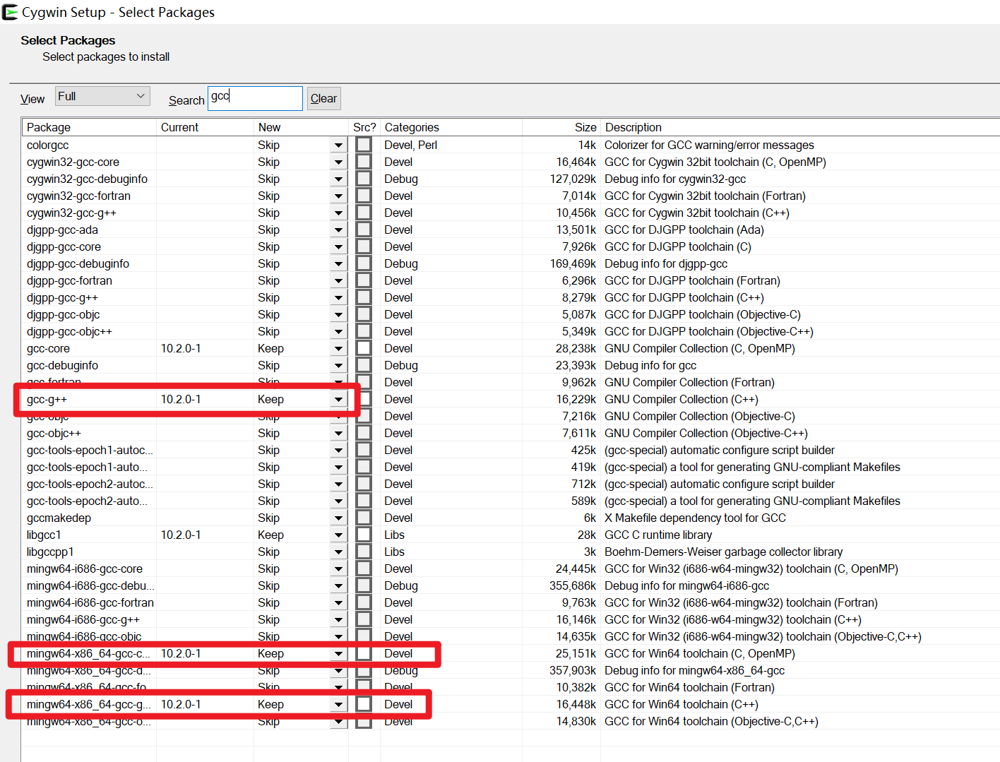 Cygwin Setup - Select Packages
Select Packages
Select packages to install
View Full Search gcc Clear
Package Current New Src? Categories Size Description
colorgcc Skip Devel, Perl 14k Colorizer for GCC warning/error messages
cygwin32-gcc-core Skip Devel 16,464k GCC for Cygwin 32bit toolchain (C, OpenMP)
cygwin32-gcc-debuginfo Skip Debug 127,029k Debug info for cygwin32-gcc
cygwin32-gcc-fortran Skip Devel 7,014k GCC for Cygwin 32bit toolchain (Fortran)
cygwin32-gcc-g++ Skip Devel 10,456k GCC for Cygwin 32bit toolchain (C++)
djgpp-gcc-ada Skip Devel 13,501k GCC for DJGPP toolchain (Ada)
djgpp-gcc-core Skip Devel 7,926k GCC for DJGPP toolchain (C)
djgpp-gcc-debuginfo Skip Debug 169,469k Debug info for djgpp-gcc
djgpp-gcc-fortran Skip Devel 6,296k GCC for DJGPP toolchain (Fortran)
djgpp-gcc-g++ Skip Devel 8,279k GCC for DJGPP toolchain (C++)
djgpp-gcc-objc Skip Devel 5,087k GCC for DJGPP toolchain (Objective-C)
djgpp-gcc-objc++ Skip Devel 5,349k GCC for DJGPP toolchain (Objective-C++)
gcc-core 10.2.0-1 Keep Devel 28,238k GNU Compiler Collection (C, OpenMP)
gcc-debuginfo Skip Debug 23,393k Debug info for gcc
gcc-fortran Skip Devel 9,962k GNU Compiler Collection (Fortran)
gcc-g++ 10.2.0-1 Keep Devel 16,229k GNU Compiler Collection (C++)
gcc-objc Skip Devel 7,216k GNU Compiler Collection (Objective-C)
gcc-objc++ Skip Devel 7,611k GNU Compiler Collection (Objective-C++)
gcc-tools-epoch1-autoc... Skip Devel 425k (gcc-special) automatic configure script builder
gcc-tools-epoch1-auto... Skip Devel 419k (gcc-special) a tool for generating GNU-compliant Makefiles
gcc-tools-epoch2-autoc... Skip Devel 712k (gcc-special) automatic configure script builder
gcc-tools-epoch2-auto... Skip Devel 589k (gcc-special) a tool for generating GNU-compliant Makefiles
gccmakedep Skip Devel 6k X Makefile dependency tool for GCC
libgcc1 10.2.0-1 Keep Libs 28k GCC C runtime library
libgccpp1 Skip Libs 3k Boehm-Demers-Weiser garbage collector library
mingw64-i686-gcc-core Skip Devel 24,445k GCC for Win32 (i686-w64-mingw32) toolchain (C, OpenMP)
mingw64-i686-gcc-debu... Skip Debug 355,686k Debug info for mingw64-i686-gcc
mingw64-i686-gcc-fortran Skip Devel 9,763k GCC for Win32 (i686-w64-mingw32) toolchain (Fortran)
mingw64-i686-gcc-g++ Skip Devel 16,146k GCC for Win32 (i686-w64-mingw32) toolchain (C++)
mingw64-i686-gcc-objc Skip Devel 14,635k GCC for Win32 (i686-w64-mingw32) toolchain (Objective-C,C++)
mingw64-x86_64-gcc-c... 10.2.0-1 Keep Devel 25,151k GCC for Win64 toolchain (C, OpenMP)
mingw64-x86_64-gcc-d... Skip Debug 357,903k Debug info for mingw64-x86_64-gcc
mingw64-x86_64-gcc-fo... Skip Devel 10,382k GCC for Win64 toolchain (Fortran)
mingw64-x86_64-gcc-g... 10.2.0-1 Keep Devel 16,448k GCC for Win64 toolchain (C++)
mingw64-x86_64-gcc-o... Skip Devel 14,830k GCC for Win64 toolchain (Objective-C,C++)